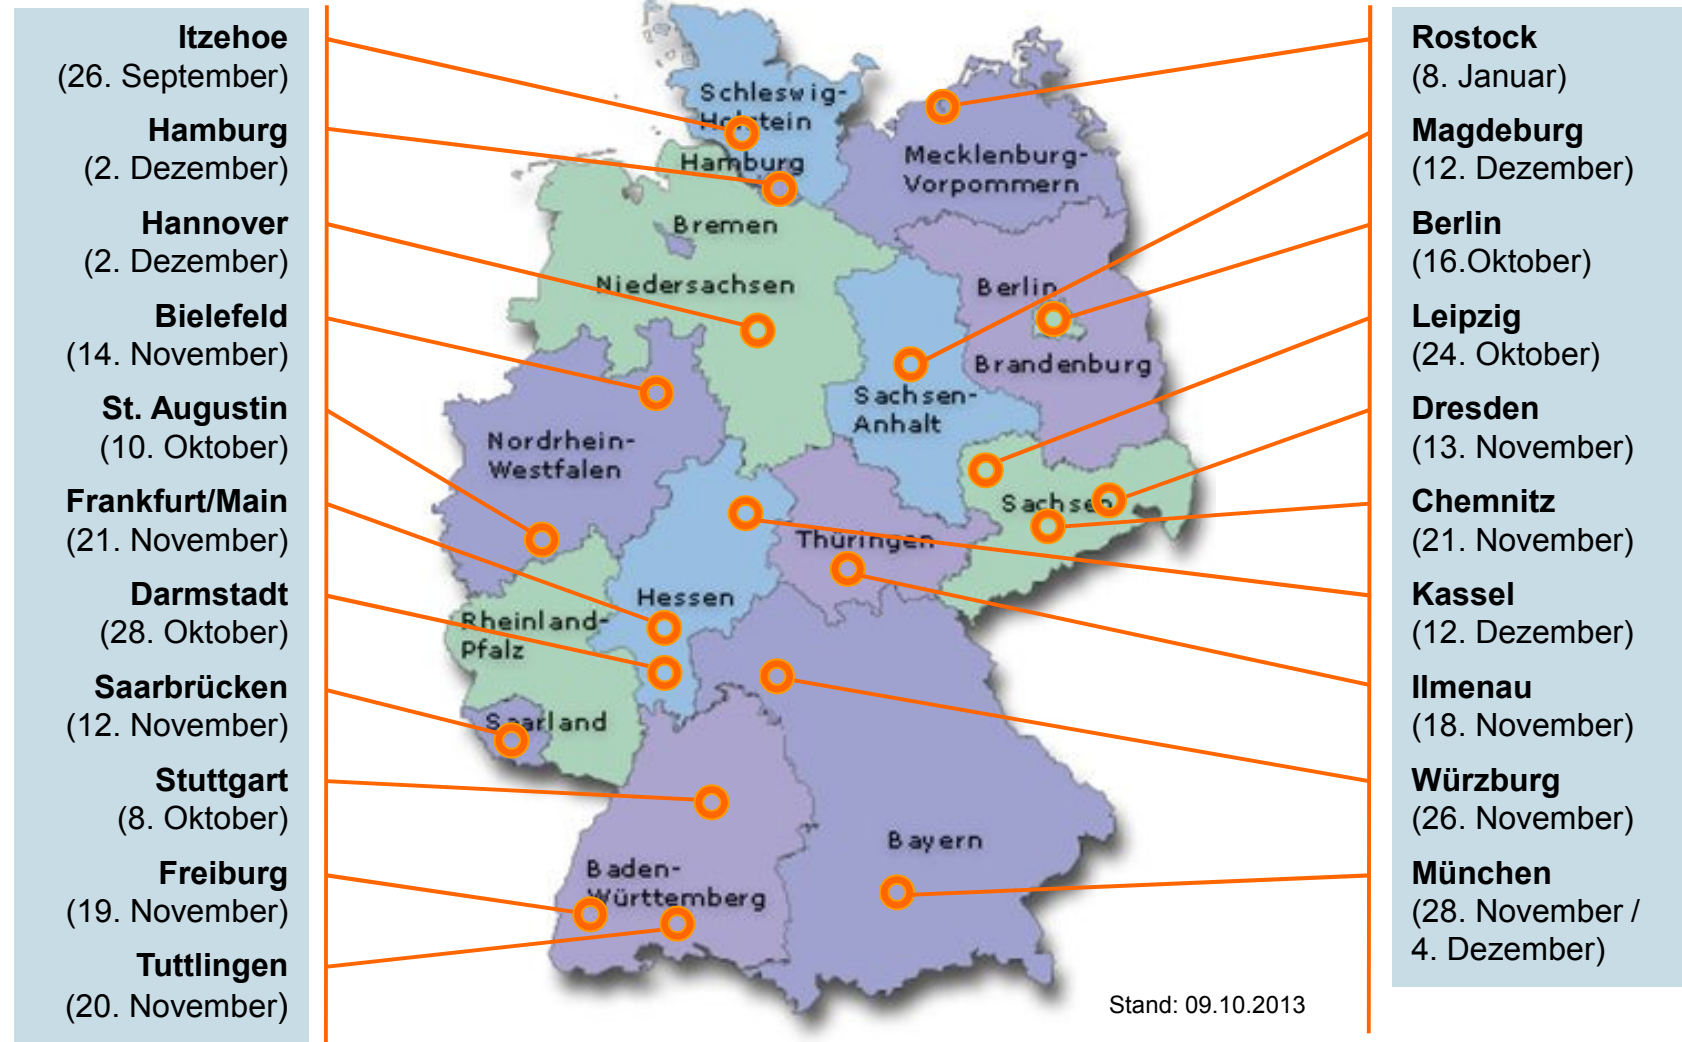 Itzehoe
(26. September)
Hamburg
(2. Dezember)
Hannover
(2. Dezember)
Bielefeld
(14. November)
St. Augustin
(10. Oktober)
Frankfurt/Main
(21. November)
Darmstadt
(28. Oktober)
Saarbrücken
(12. November)
Stuttgart
(8. Oktober)
Freiburg
(19. November)
Tuttlingen
(20. November)
Schleswig-
Holstein
Hamburg
Mecklenburg-
Vorpommern
Bremen
Niedersachsen
Berlin
Brandenburg
Sachsen-
Anhalt
Nordrhein-
Westfalen
Sachsen
Thüringen
Hessen
Rheinland-
Pfalz
Saarland
Bayern
Baden-
Württemberg
Stand: 09.10.2013
Rostock
(8. Januar)
Magdeburg
(12. Dezember)
Berlin
(16.Oktober)
Leipzig
(24. Oktober)
Dresden
(13. November)
Chemnitz
(21. November)
Kassel
(12. Dezember)
Ilmenau
(18. November)
Würzburg
(26. November)
München
(28. November /
4. Dezember)